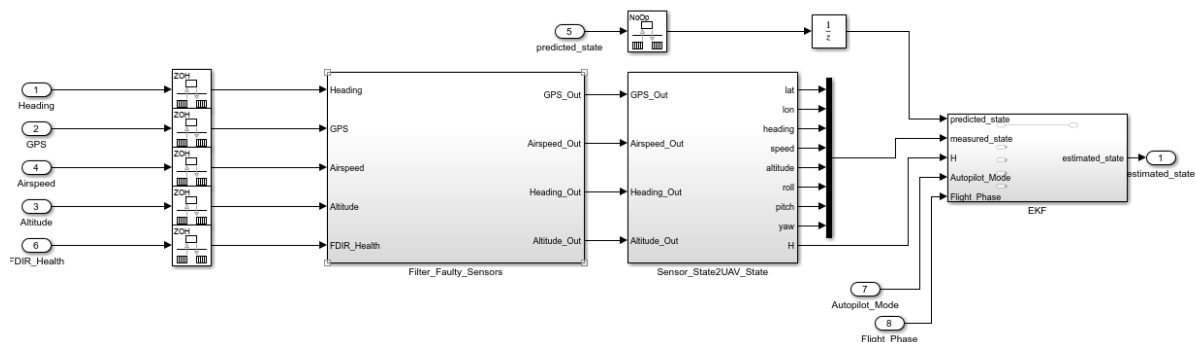 NoOp
5
predicted_state
1
z
ZOH
1
Heading
ZOH
2
GPS
ZOH
4
Airspeed
ZOH
3
Altitude
ZOH
6
FDIR_Health
Heading
GPS
Airspeed
Altitude
FDIR_Health
GPS_Out
Airspeed_Out
Heading_Out
Altitude_Out
Filter_Faulty_Sensors
GPS_Out
Airspeed_Out
Heading_Out
Altitude_Out
lat
lon
heading
speed
altitude
roll
pitch
yaw
H
Sensor_State2UAV_State
predicted_state
measured_state
H
Autopilot_Mode
Flight_Phase
estimated_state
EKF
1
estimated_state
7
Autopilot_Mode
8
Flight_Phase